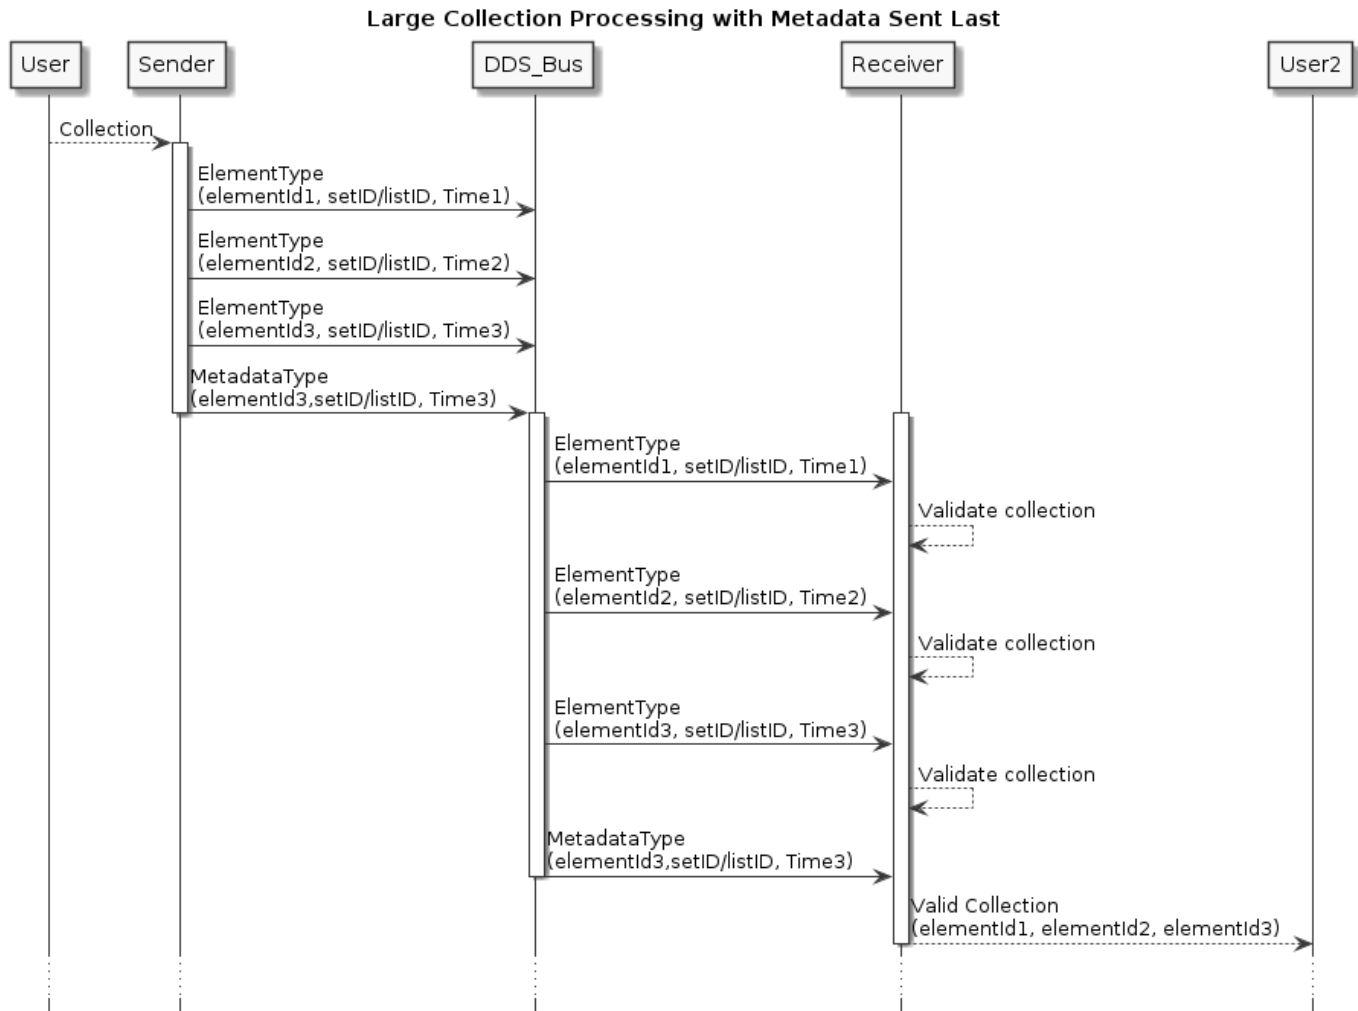 Large Collection Processing with Metadata Sent Last
User
Sender
DDS_Bus
Receiver
User2
Collection
ElementType
(elementId1, setID/listID, Time1)
ElementType
(elementId2, setID/listID, Time2)
ElementType
(elementId3, setID/listID, Time3)
MetadataType
(elementId3,setID/listID, Time3)
ElementType
(elementId1, setID/listID, Time1)
Validate collection
ElementType
(elementId2, setID/listID, Time2)
Validate collection
ElementType
(elementId3, setID/listID, Time3)
Validate collection
MetadataType
(elementId3,setID/listID, Time3)
Valid Collection
(elementId1, elementId2, elementId3)